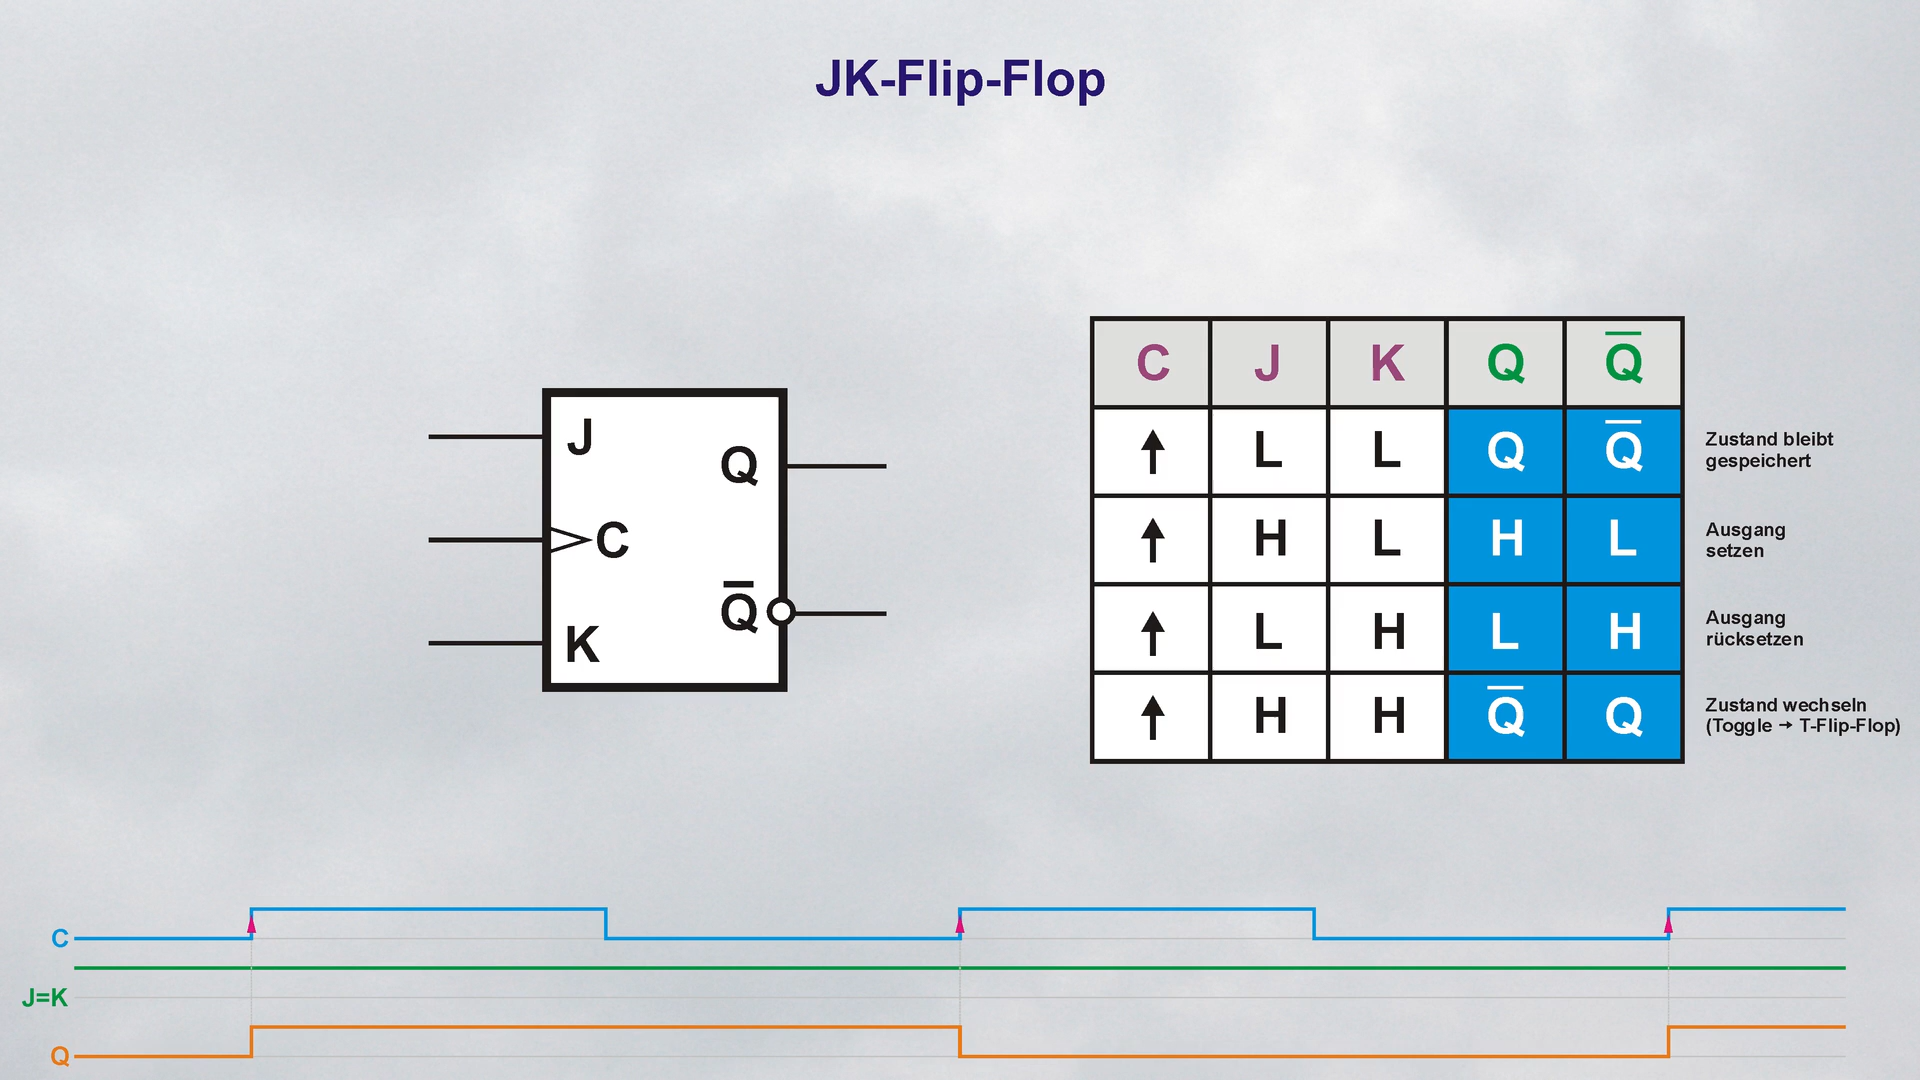 JK-Flip-Flop
J
Q
C
Q̅
K
C J K Q Q̅
↑ L L Q Q̅
Zustand bleibt
gespeichert
↑ H L H L
Ausgang
setzen
↑ L H L H
Ausgang
rücksetzen
↑ H H Q̅ Q
Zustand wechseln
(Toggle → T-Flip-Flop)
C
J=K
Q